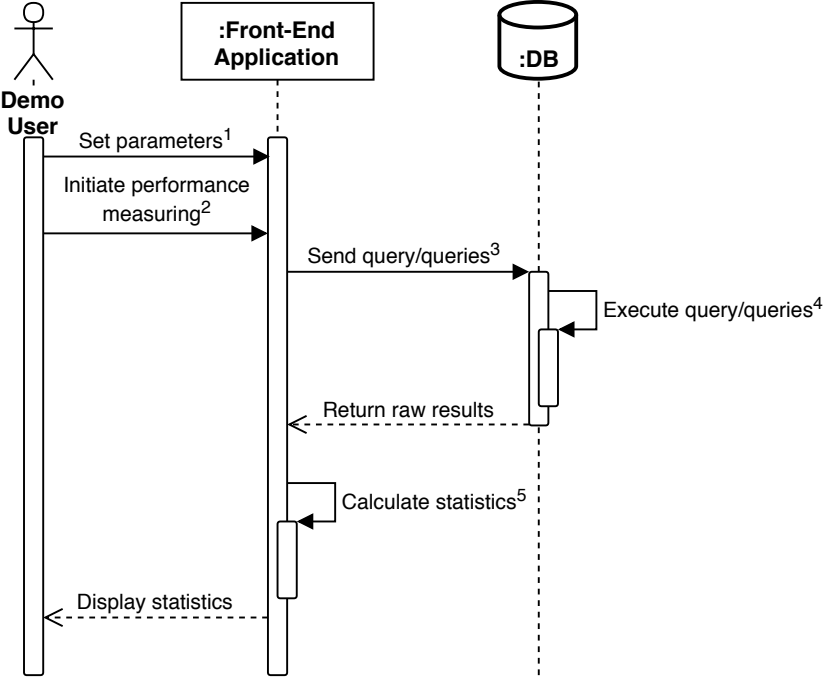 :Front-End
Application
:DB
Demo
User
Set parameters¹
Initiate performance
measuring²
Send query/queries³
Execute query/queries⁴
Return raw results
Calculate statistics⁵
Display statistics